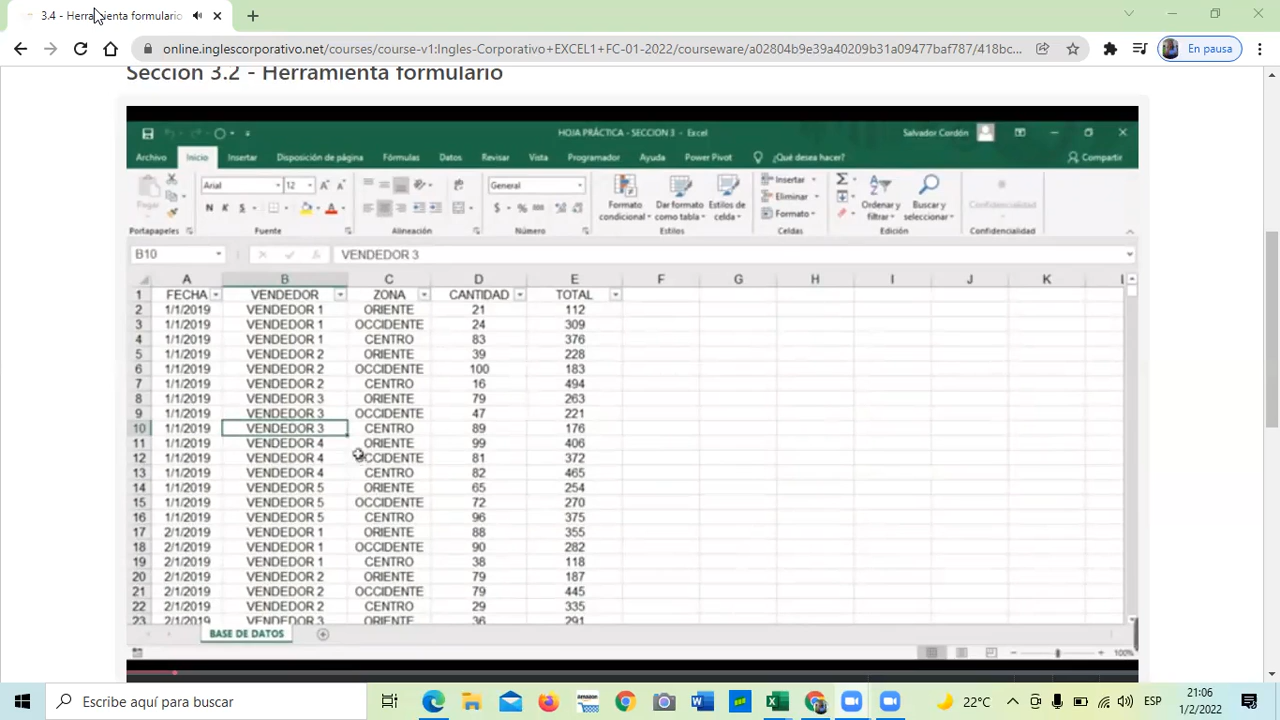 3.4 - Herramienta formulario
online.inglescorporativo.net/courses/course-v1:Ingles-Corporativo+EXCEL1+FC-01-2022/courseware/a02804b9e39a40209b31a09477baf787/418bc...
En pausa
Sección 3.2 - Herramienta formulario
HOJA PRÁCTICA - SECCION 3 - Excel
Salvador Cordón
Archivo Inicio Insertar Disposición de página Fórmulas Datos Revisar Vista Programador Ayuda Power Pivot ¿Qué desea hacer? Compartir
Pegar
Arial 12
N K S
General
$ % 000
Formato condicional
Dar formato como tabla
Estilos de celda
Insertar
Eliminar
Formato
Ordenar y filtrar
Buscar y seleccionar
Confidencialidad
Portapapeles Fuente Alineación Número Estilos Celdas Edición Confidencialidad
B10 VENDEDOR 3
A B C D E F G H I J K
1 FECHA VENDEDOR ZONA CANTIDAD TOTAL
2 1/1/2019 VENDEDOR 1 ORIENTE 21 112
3 1/1/2019 VENDEDOR 1 OCCIDENTE 24 309
4 1/1/2019 VENDEDOR 1 CENTRO 83 376
5 1/1/2019 VENDEDOR 2 ORIENTE 39 228
6 1/1/2019 VENDEDOR 2 OCCIDENTE 100 183
7 1/1/2019 VENDEDOR 2 CENTRO 16 494
8 1/1/2019 VENDEDOR 3 ORIENTE 79 263
9 1/1/2019 VENDEDOR 3 OCCIDENTE 47 221
10 1/1/2019 VENDEDOR 3 CENTRO 89 176
11 1/1/2019 VENDEDOR 4 ORIENTE 99 406
12 1/1/2019 VENDEDOR 4 OCCIDENTE 81 372
13 1/1/2019 VENDEDOR 4 CENTRO 82 465
14 1/1/2019 VENDEDOR 5 ORIENTE 65 254
15 1/1/2019 VENDEDOR 5 OCCIDENTE 72 270
16 1/1/2019 VENDEDOR 5 CENTRO 96 375
17 2/1/2019 VENDEDOR 1 ORIENTE 88 355
18 2/1/2019 VENDEDOR 1 OCCIDENTE 90 282
19 2/1/2019 VENDEDOR 1 CENTRO 38 118
20 2/1/2019 VENDEDOR 2 ORIENTE 79 187
21 2/1/2019 VENDEDOR 2 OCCIDENTE 79 445
22 2/1/2019 VENDEDOR 2 CENTRO 29 335
23 2/1/2019 VENDEDOR 3 ORIENTE 36 291
BASE DE DATOS
100%
Escribe aquí para buscar
amazon
22°C
ESP
21:06
1/2/2022